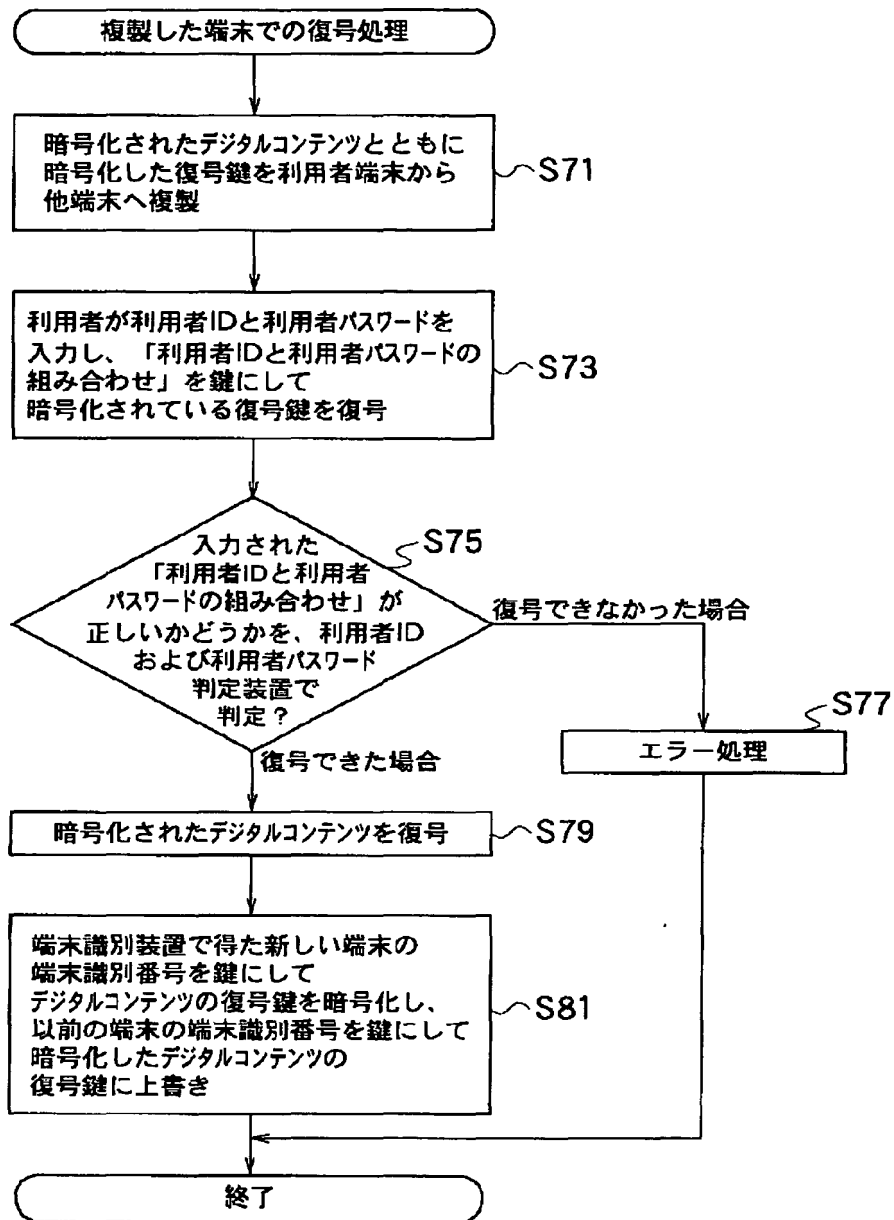 複製した端末での復号処理
暗号化されたデジタルコンテンツとともに
暗号化した復号鍵を利用者端末から
他端末へ複製
S71
利用者が利用者IDと利用者パスワードを
入力し、「利用者IDと利用者パスワードの
組み合わせ」を鍵にして
暗号化されている復号鍵を復号
S73
入力された
「利用者IDと利用者
パスワードの組み合わせ」が
正しいかどうかを、利用者ID
および利用者パスワード
判定装置で
判定?
S75
復号できなかった場合
S77
エラー処理
復号できた場合
暗号化されたデジタルコンテンツを復号
S79
端末識別装置で得た新しい端末の
端末識別番号を鍵にして
デジタルコンテンツの復号鍵を暗号化し、
以前の端末の端末識別番号を鍵にして
暗号化したデジタルコンテンツの
復号鍵に上書き
S81
終了